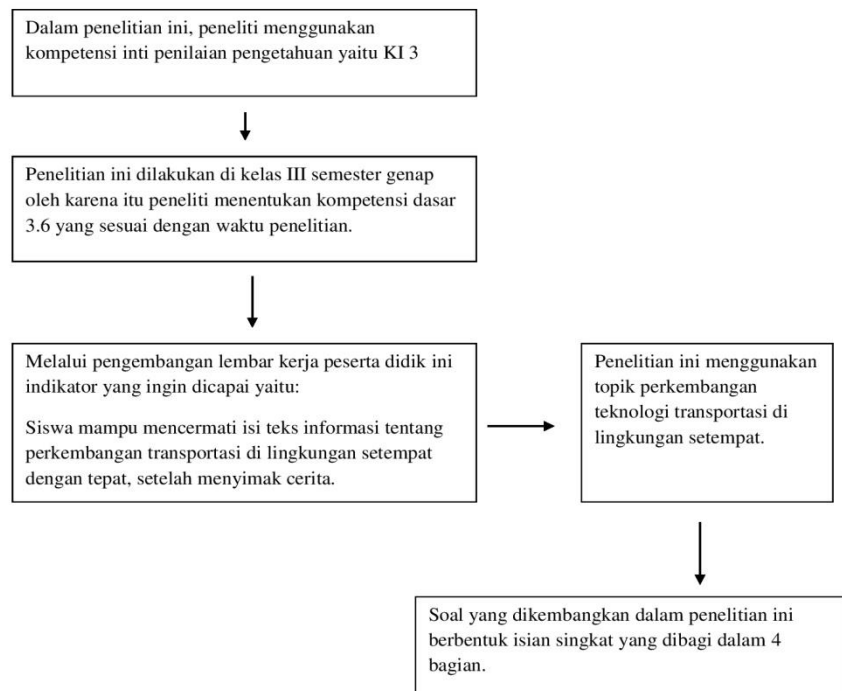 Dalam penelitian ini, peneliti menggunakan
kompetensi inti penilaian pengetahuan yaitu KI 3
Penelitian ini dilakukan di kelas III semester genap
oleh karena itu peneliti menentukan kompetensi dasar
3.6 yang sesuai dengan waktu penelitian.
Melalui pengembangan lembar kerja peserta didik ini
indikator yang ingin dicapai yaitu:
Siswa mampu mencermati isi teks informasi tentang
perkembangan transportasi di lingkungan setempat
dengan tepat, setelah menyimak cerita.
Penelitian ini menggunakan
topik perkembangan
teknologi transportasi di
lingkungan setempat.
Soal yang dikembangkan dalam penelitian ini
berbentuk isian singkat yang dibagi dalam 4
bagian.